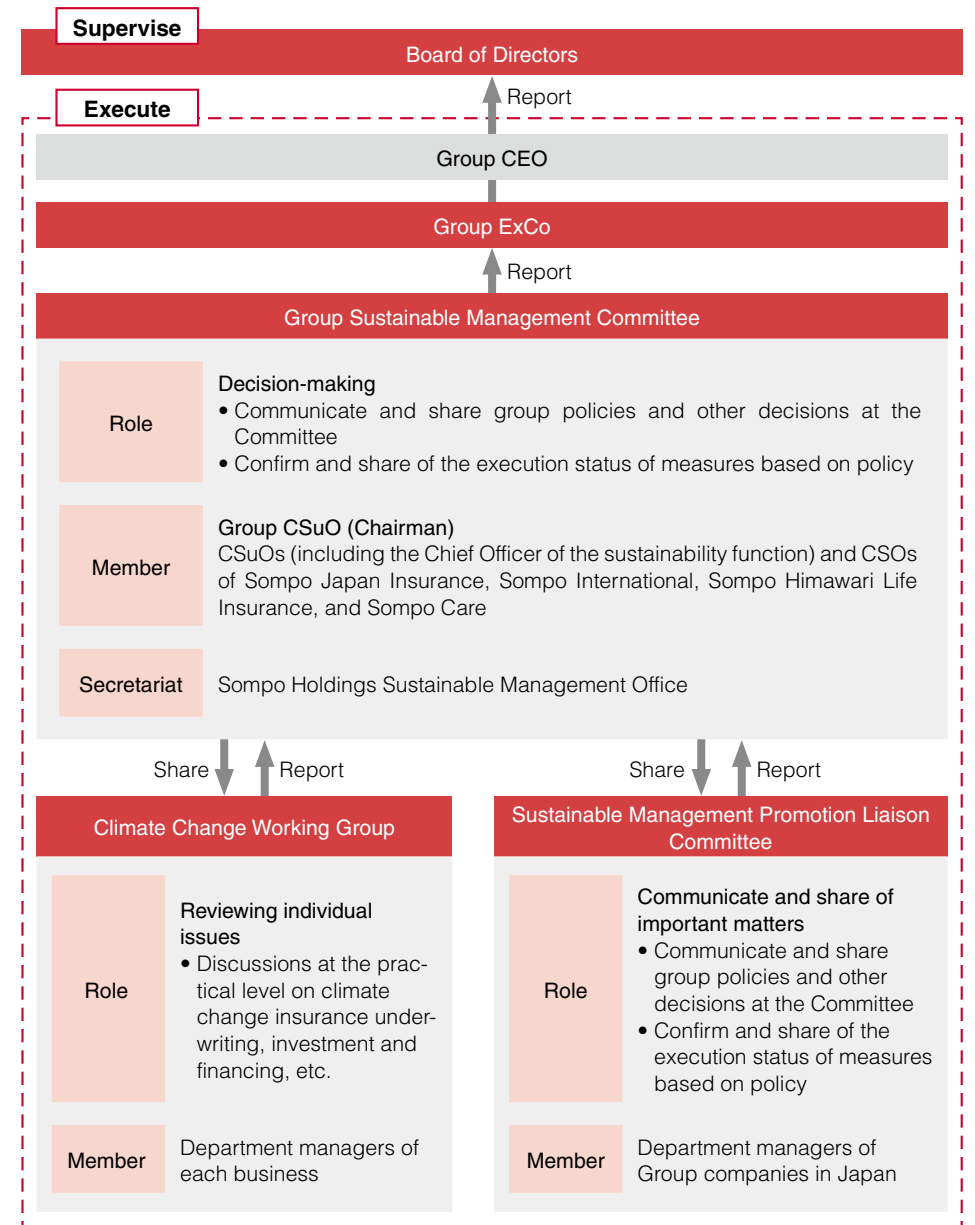 Supervise
Board of Directors
Report
Execute
Group CEO
Group ExCo
Report
Group Sustainable Management Committee
Role
Decision-making
• Communicate and share group policies and other decisions at the
Committee
• Confirm and share of the execution status of measures based on policy
Member
Group CSuO (Chairman)
CSuOs (including the Chief Officer of the sustainability function) and CSOs
of Sompo Japan Insurance, Sompo International, Sompo Himawari Life
Insurance, and Sompo Care
Secretariat
Sompo Holdings Sustainable Management Office
Share
Report
Share
Report
Climate Change Working Group
Role
Reviewing individual
issues
• Discussions at the prac-
tical level on climate
change insurance under-
writing, investment and
financing, etc.
Member
Department managers of
each business
Sustainable Management Promotion Liaison
Committee
Role
Communicate and share of
important matters
• Communicate and share
group policies and other
decisions at the Committee
• Confirm and share of the
execution status of measures
based on policy
Member
Department managers of
Group companies in Japan